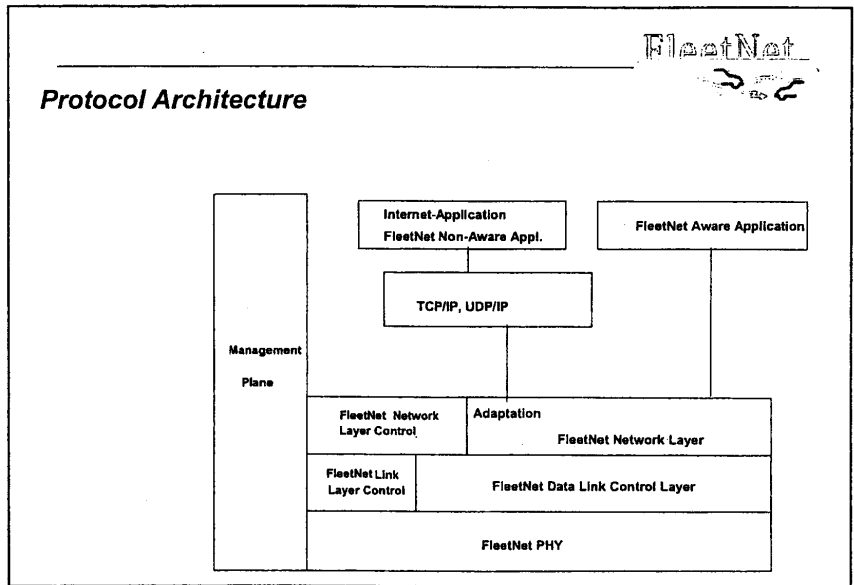 FleetNet
Protocol Architecture
Internet-Application
FleetNet Non-Aware Appl.
FleetNet Aware Application
TCP/IP, UDP/IP
Management
Plane
FleetNet Network
Layer Control
Adaptation
FleetNet Network Layer
FleetNet Link
Layer Control
FleetNet Data Link Control Layer
FleetNet PHY